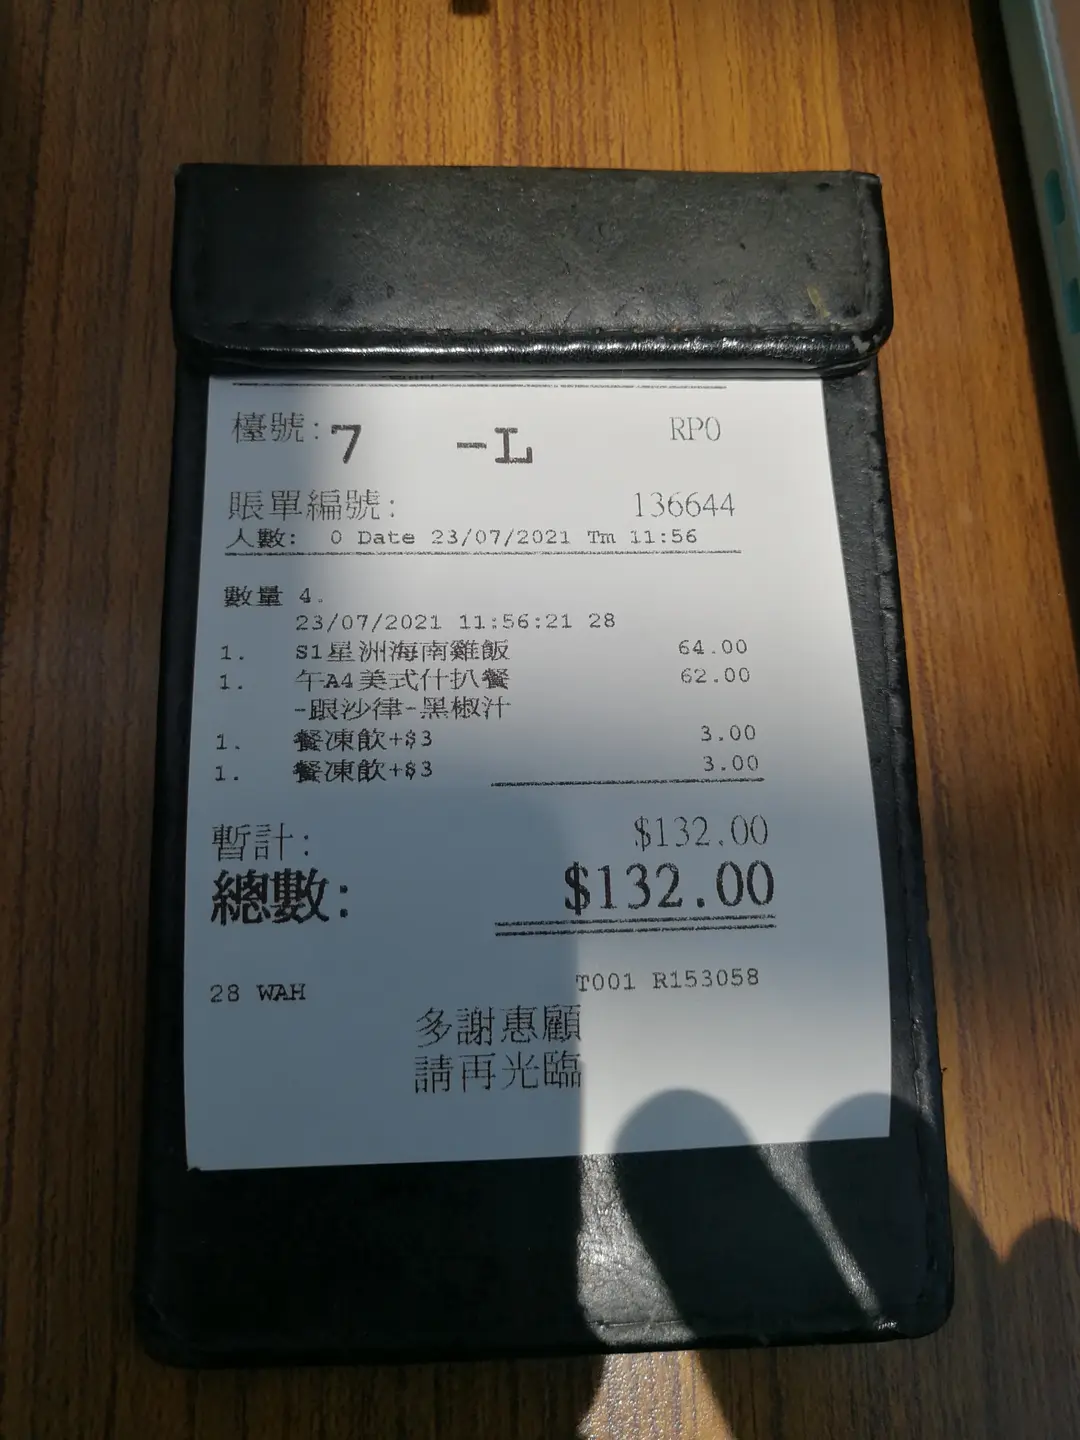 檯號: 7 -L RP0
賬單編號: 136644
人數: 0 Date 23/07/2021 Tm 11:56
數量 4.
23/07/2021 11:56:21 28
1. S1星洲海南雞飯 64.00
1. 午A4美式什扒餐 62.00
-跟沙律-黑椒汁
1. 餐凍飲+$3 3.00
1. 餐凍飲+$3 3.00
暫計: $132.00
總數: $132.00
28 WAH T001 R153058
多謝惠顧
請再光臨